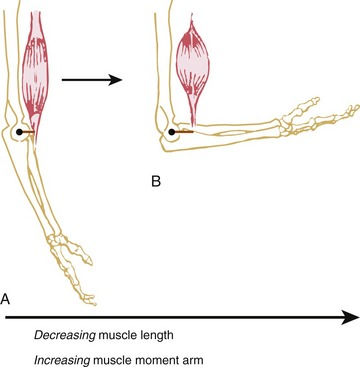 B
A
Decreasing muscle length
Increasing muscle moment arm